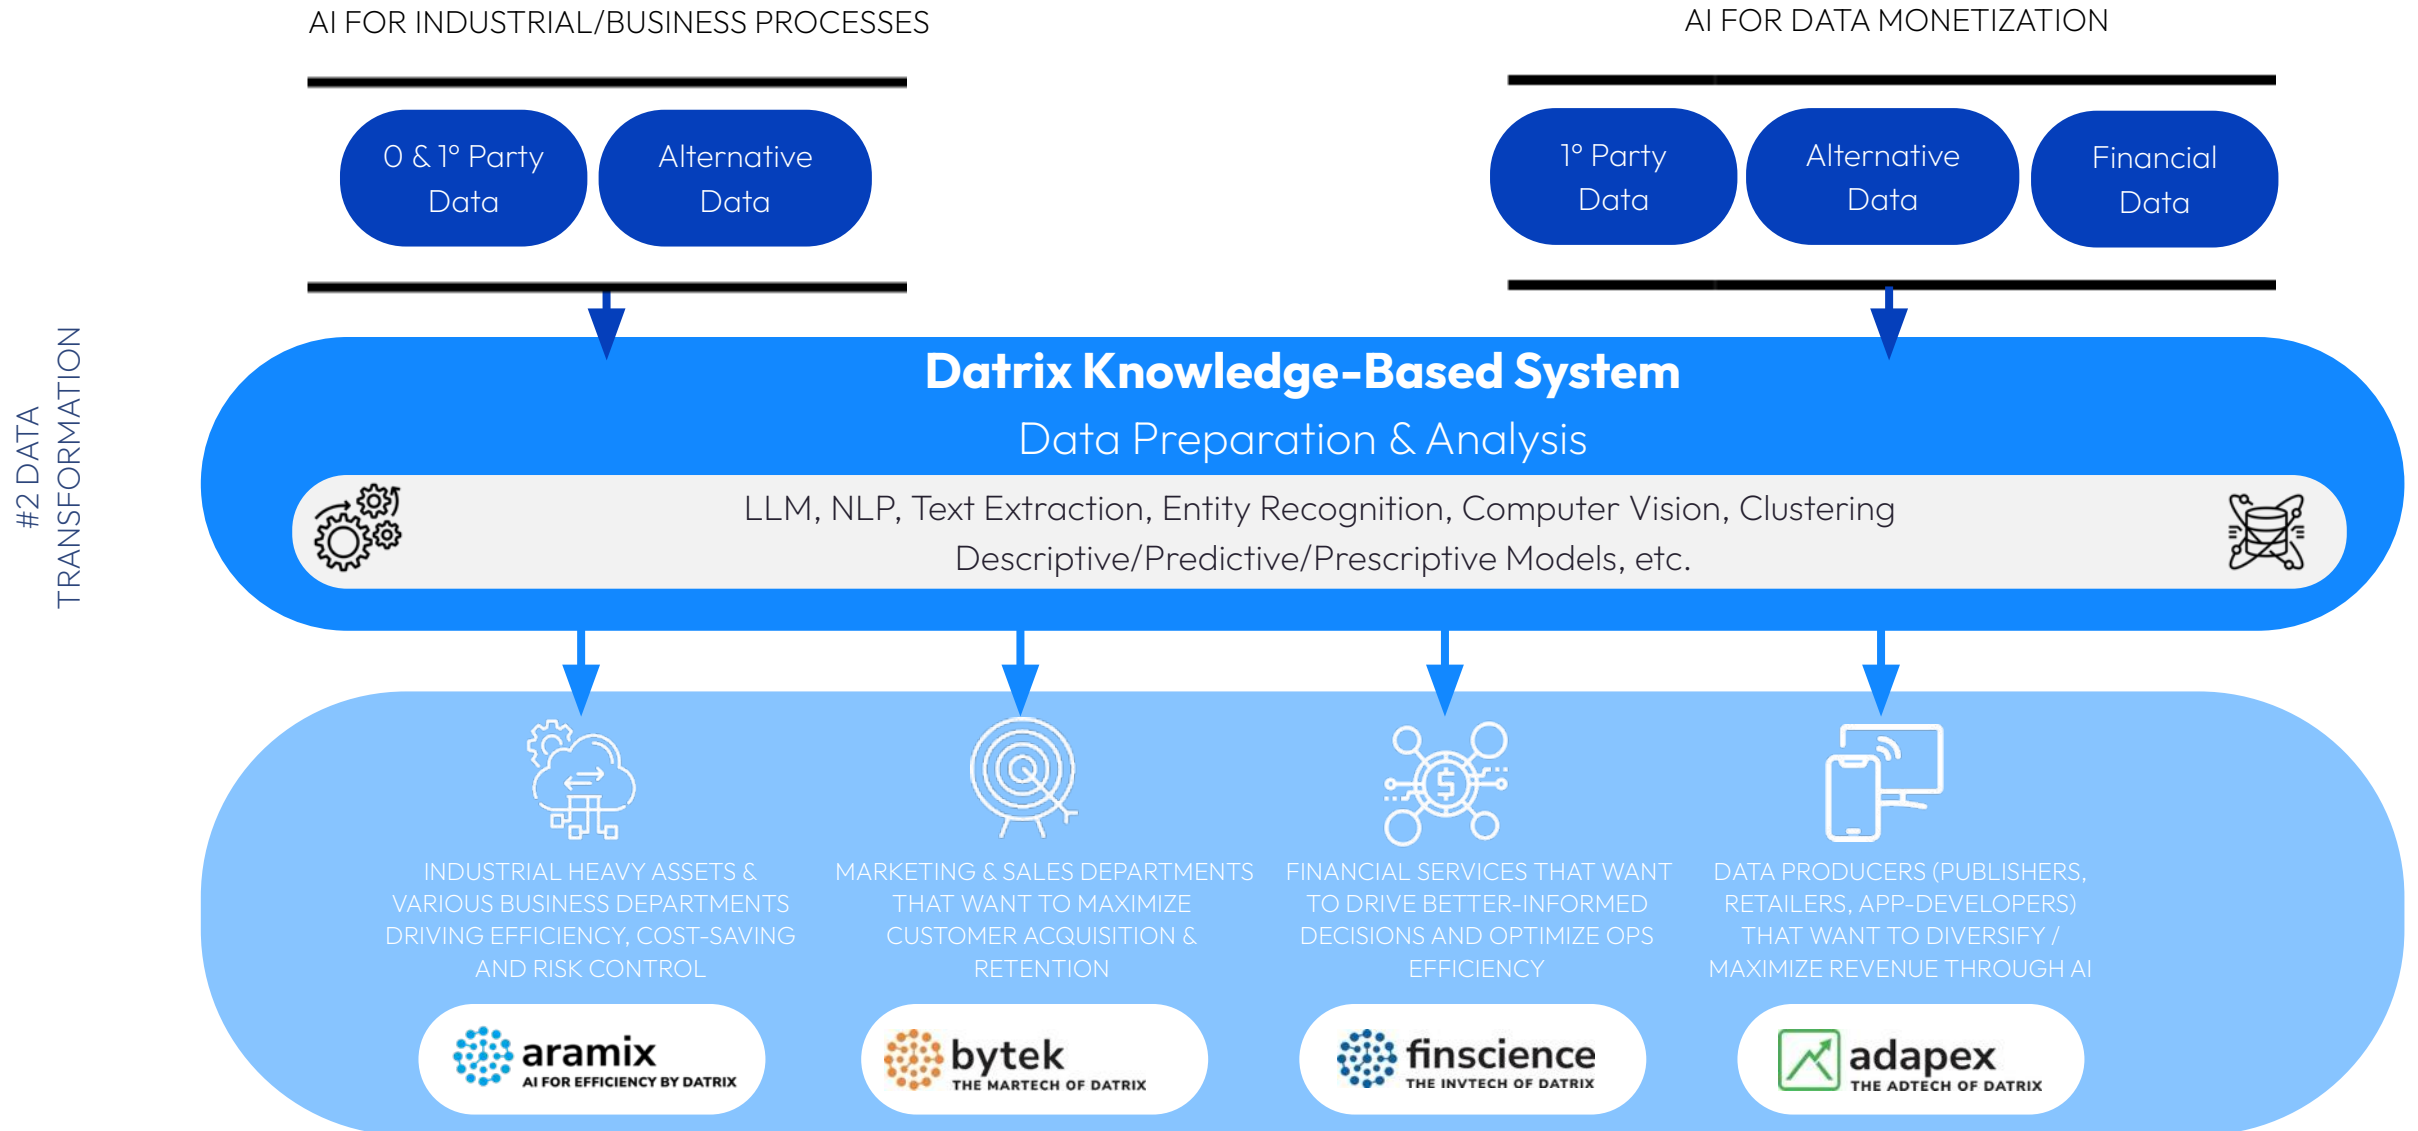 AI FOR INDUSTRIAL/BUSINESS PROCESSES
AI FOR DATA MONETIZATION
0 & 1° Party
Data
Alternative
Data
1° Party
Data
Alternative
Data
Financial
Data
#2 DATA
TRANSFORMATION
Datrix Knowledge-Based System
Data Preparation & Analysis
LLM, NLP, Text Extraction, Entity Recognition, Computer Vision, Clustering
Descriptive/Predictive/Prescriptive Models, etc.
INDUSTRIAL HEAVY ASSETS &
VARIOUS BUSINESS DEPARTMENTS
DRIVING EFFICIENCY, COST-SAVING
AND RISK CONTROL
MARKETING & SALES DEPARTMENTS
THAT WANT TO MAXIMIZE
CUSTOMER ACQUISITION &
RETENTION
FINANCIAL SERVICES THAT WANT
TO DRIVE BETTER-INFORMED
DECISIONS AND OPTIMIZE OPS
EFFICIENCY
DATA PRODUCERS (PUBLISHERS,
RETAILERS, APP-DEVELOPERS)
THAT WANT TO DIVERSIFY /
MAXIMIZE REVENUE THROUGH AI
aramix
AI FOR EFFICIENCY BY DATRIX
bytek
THE MARTECH OF DATRIX
finscience
THE INVTECH OF DATRIX
adapex
THE ADTECH OF DATRIX